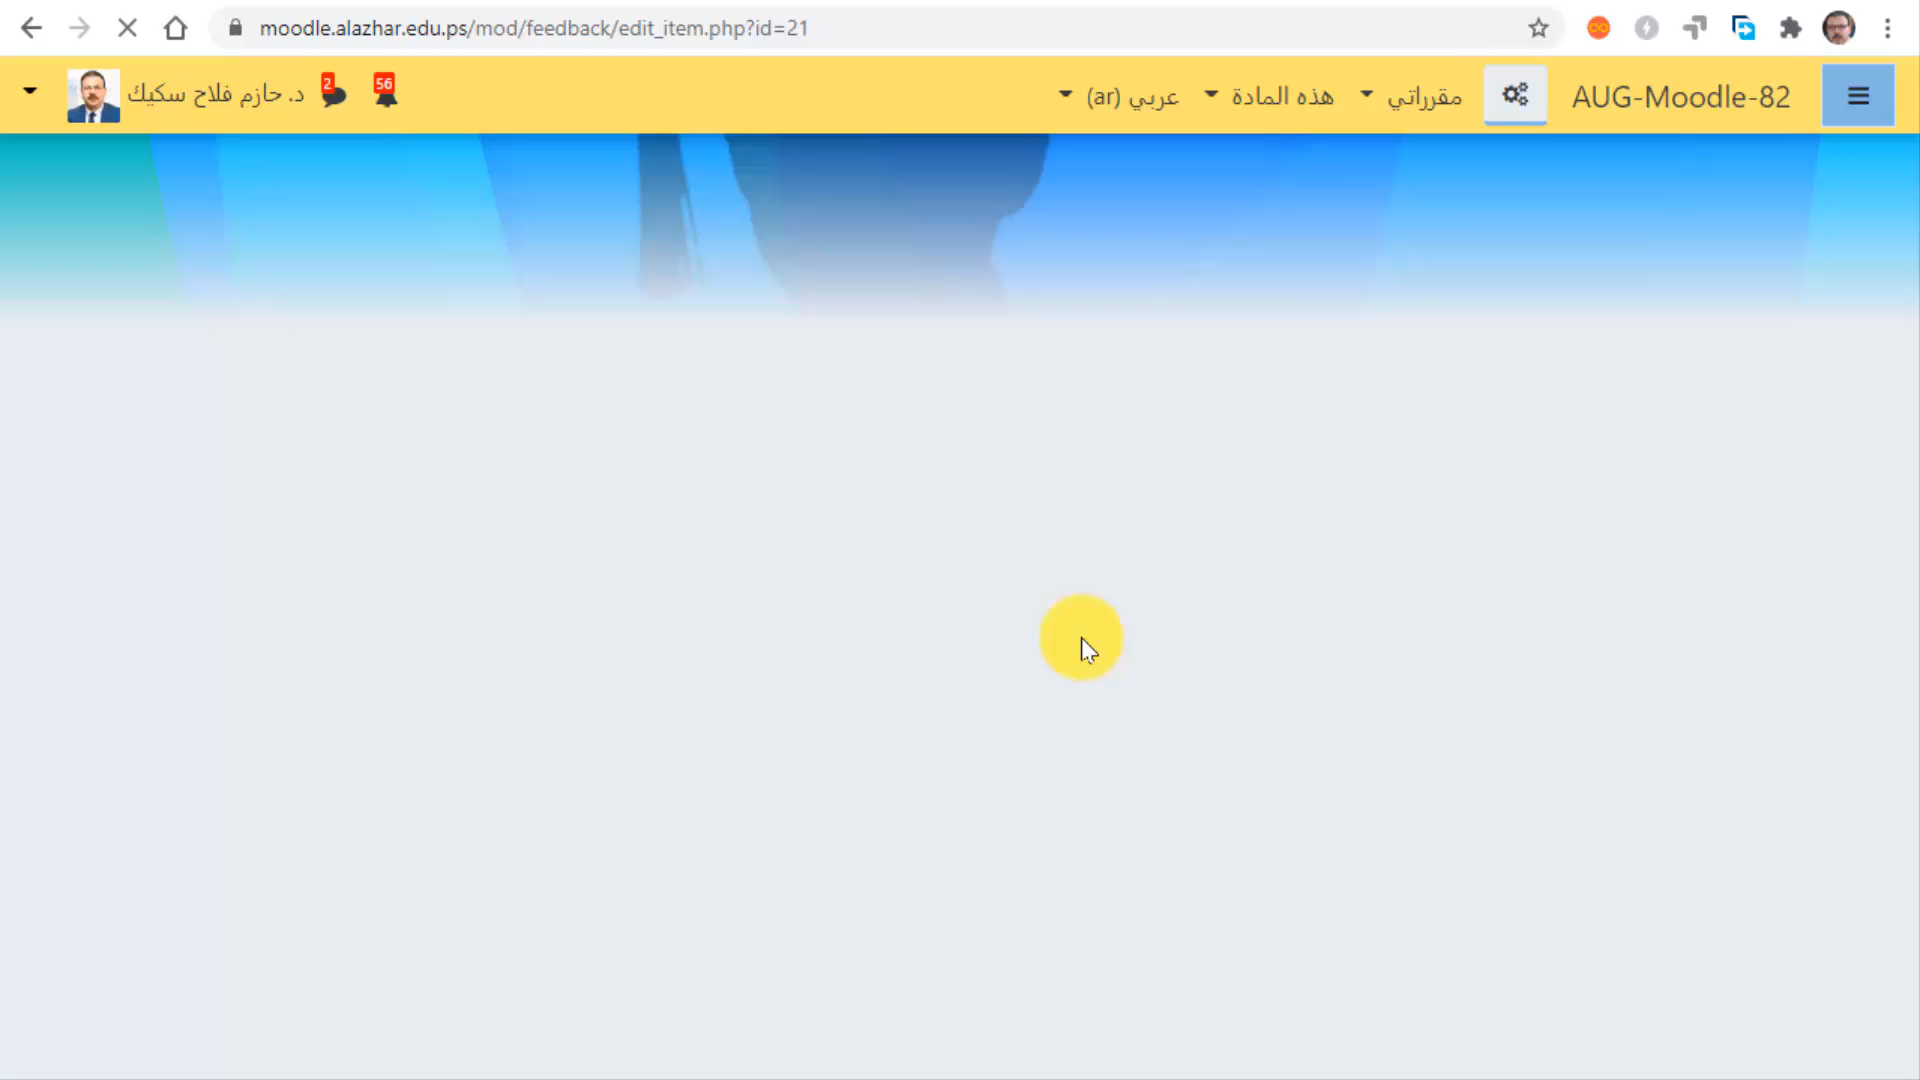 moodle.alazhar.edu.ps/mod/feedback/edit_item.php?id=21
AUG-Moodle-82
مقرراتي
هذه المادة
عربي (ar)
56
2
د. حازم فلاح سكيك